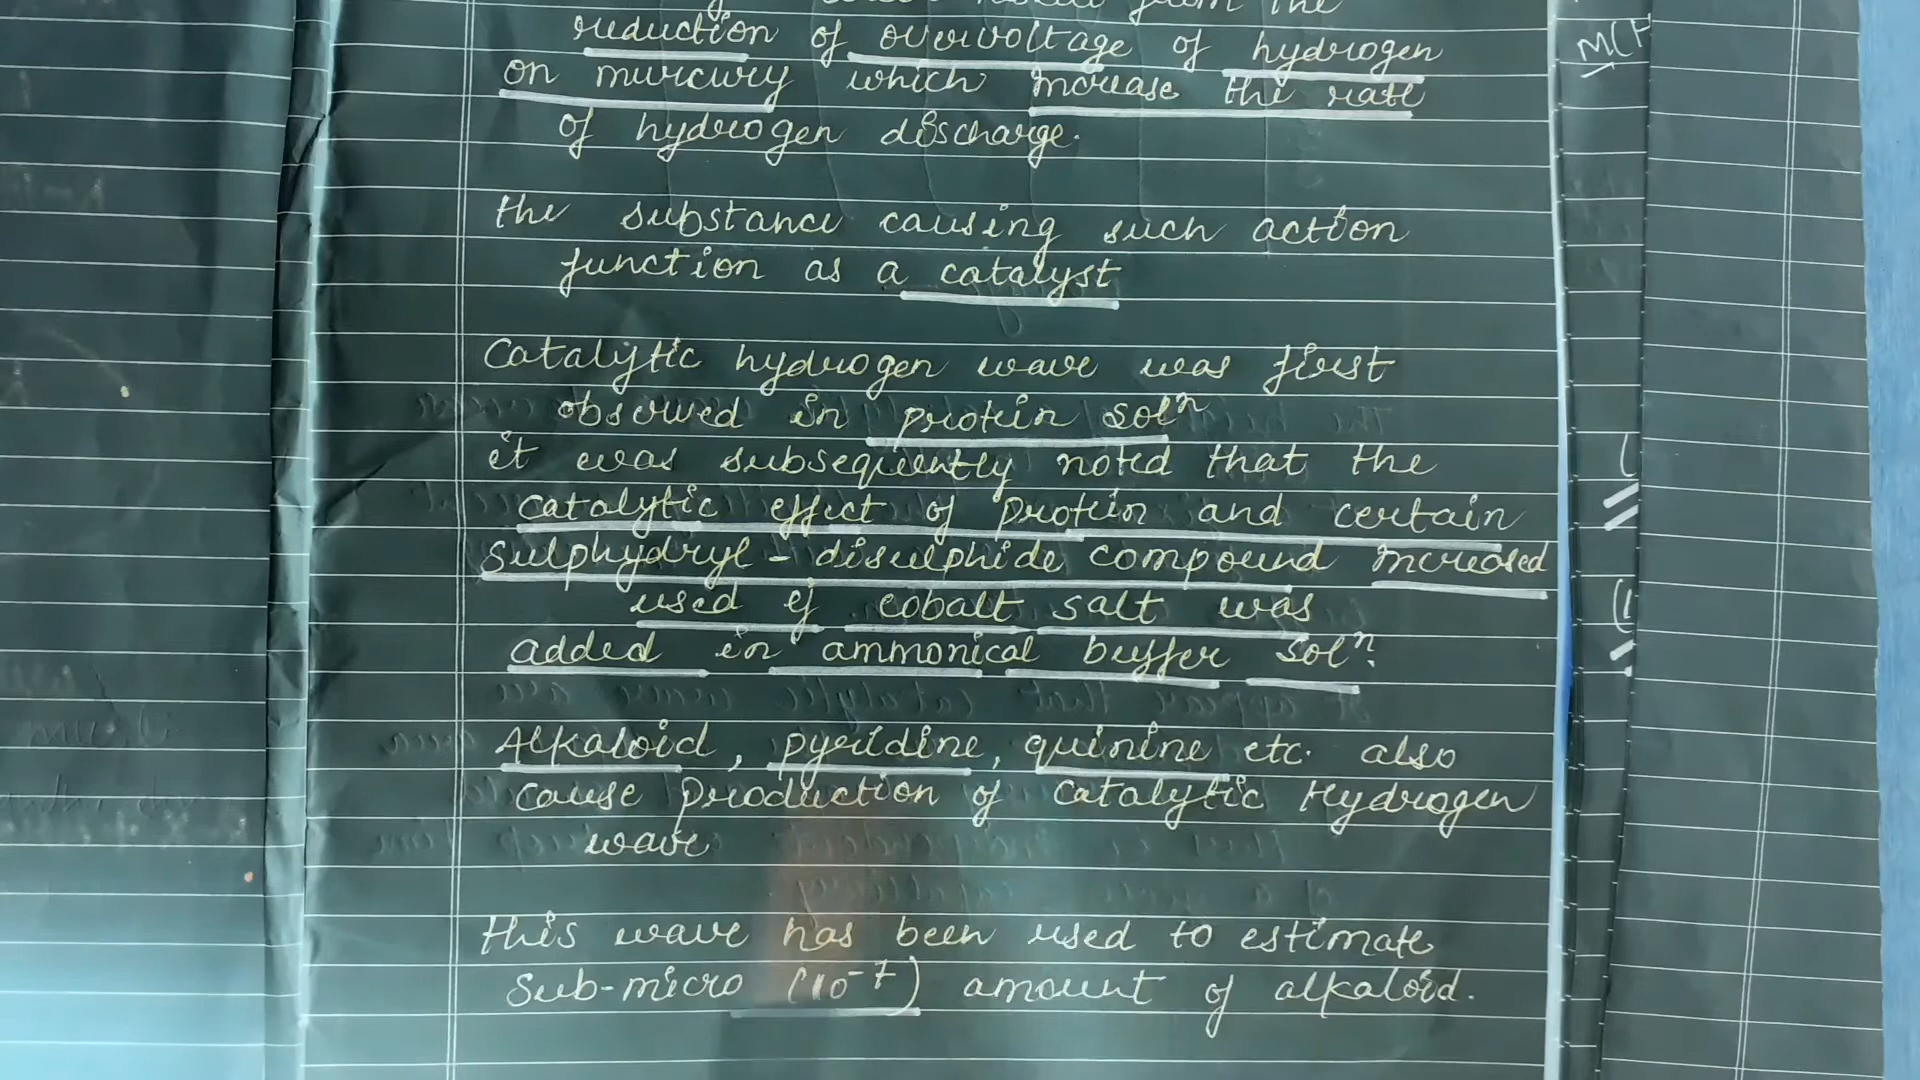 from the
reduction of overvoltage of hydrogen
on murcury which increase the rate
of hydrogen discharge.
the substance causing such action
function as a catalyst
Catalytic hydrogen wave was first
observed in protein solⁿ
it was subsequently noted that the
catalytic effect of protein and certain
sulphydryl - disulphide compound increased
used if cobalt salt was
added in ammonical buffer solⁿ.
Alkaloid, pyridine, quinine etc. also
cause production of catalytic Hydrogen
wave
this wave has been used to estimate
sub-micro (10⁻⁷) amount of alkaloid.